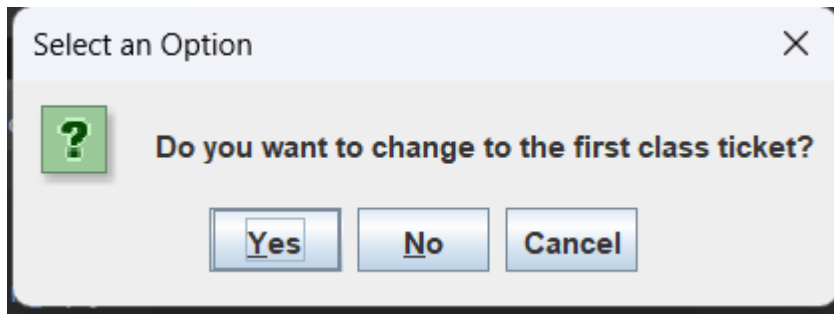 Select an Option
?
Do you want to change to the first class ticket?
Yes
No
Cancel